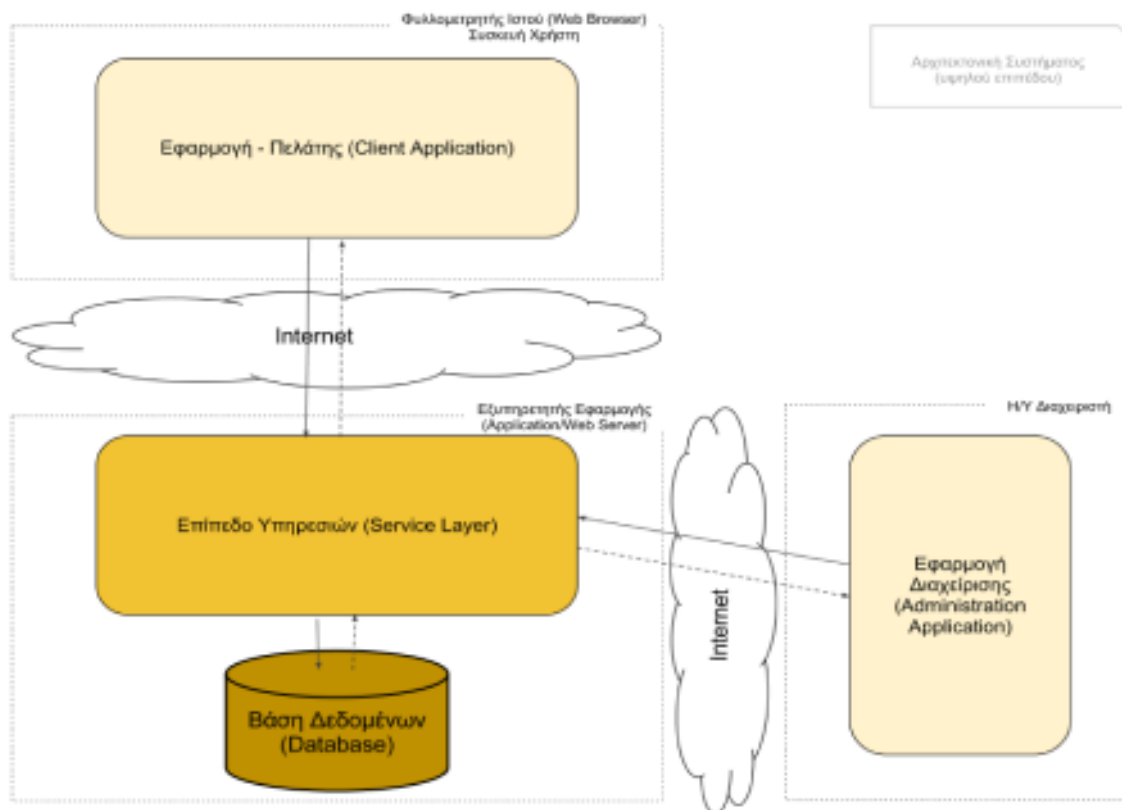 Φυλλομετρητής Ιστού (Web Browser)
Συσκευή Χρήστη
Αρχιτεκτονική Συστήματος
(υψηλού επιπέδου)
Εφαρμογή - Πελάτης (Client Application)
Internet
Εξυπηρετητής Εφαρμογής
(Application/Web Server)
Η/Υ Διαχειριστή
Επίπεδο Υπηρεσιών (Service Layer)
Εφαρμογή
Διαχείρισης
(Administration
Application)
Internet
Βάση Δεδομένων
(Database)